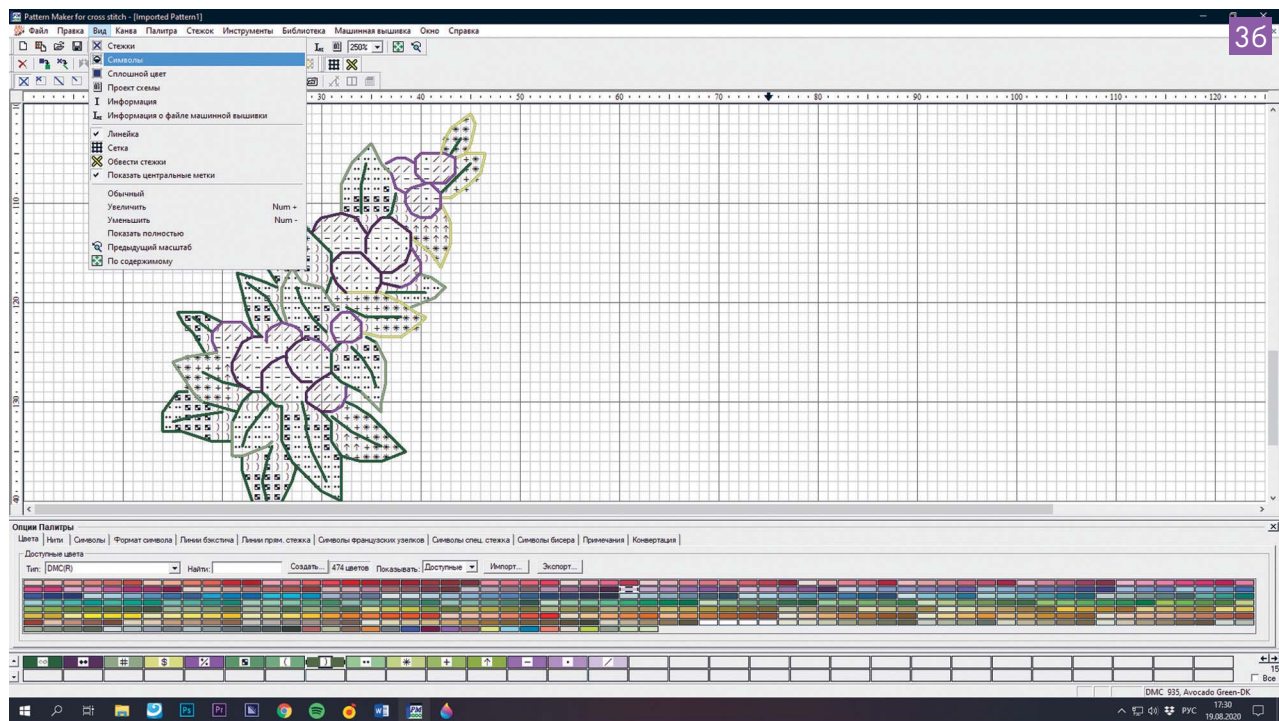 Pattern Maker for cross stitch - [Imported Pattern1]
36
Файл Правка Вид Канва Палитра Стежок Инструменты Библиотека Машинная вышивка Окно Справка
250%
Стежки
Символы
Сплошной цвет
Проект схемы
Информация
Информация о файле машинной вышивки
Линейка
Сетка
Обвести стежки
Показать центральные метки
Обычный
Увеличить Num +
Уменьшить Num -
Показать полностью
Предыдущий масштаб
По содержимому
30 40 50 60 70 80 90 100 110 120
110
120
130
Опции Палитры
Цвета Нити Символы Формат символа Линии бэкстича Линии прям. стежка Символы французских узелков Символы спец. стежка Символы бисера Примечания Конвертация
Доступные цвета
Тип: DMC(R) Найти: Создать... 474 цветов Показывать: Доступные Импорт... Экспорт...
15
Все
DMC 935, Avocado Green-DK
РУС 17:30
19.08.2020